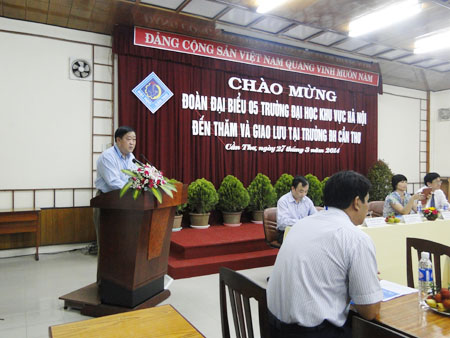 ĐẢNG CỘNG SẢN VIỆT NAM QUANG VINH MUÔN NĂM
CHÀO MỪNG
ĐOÀN ĐẠI BIỂU 05 TRƯỜNG ĐẠI HỌC KHU VỰC HÀ NỘI
ĐẾN THĂM VÀ GIAO LƯU TẠI TRƯỜNG ĐH CẦN THƠ
Cần Thơ, ngày 27 tháng 3 năm 2014